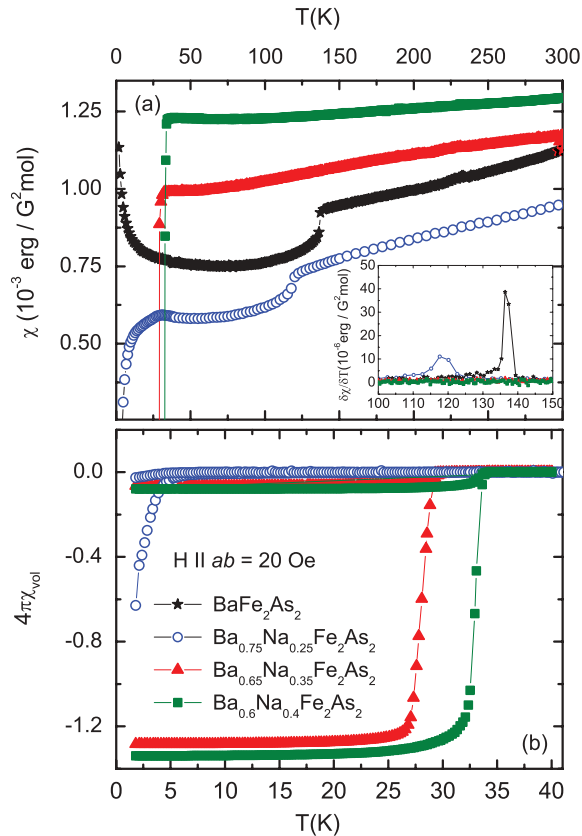 T(K)
0 50 100 150 200 250 300
(a)
1.25
1.00
0.75
0.50
χ (10⁻³ erg / G²mol)
50
40
30
20
10
0
δχ/δT(10⁻⁶erg / G²mol)
100 110 120 130 140 150
0.0
-0.4
-0.8
-1.2
4πχvol
H II ab = 20 Oe
BaFe₂As₂
Ba₀.₇₅Na₀.₂₅Fe₂As₂
Ba₀.₆₅Na₀.₃₅Fe₂As₂
Ba₀.₆Na₀.₄Fe₂As₂
(b)
0 5 10 15 20 25 30 35 40
T(K)